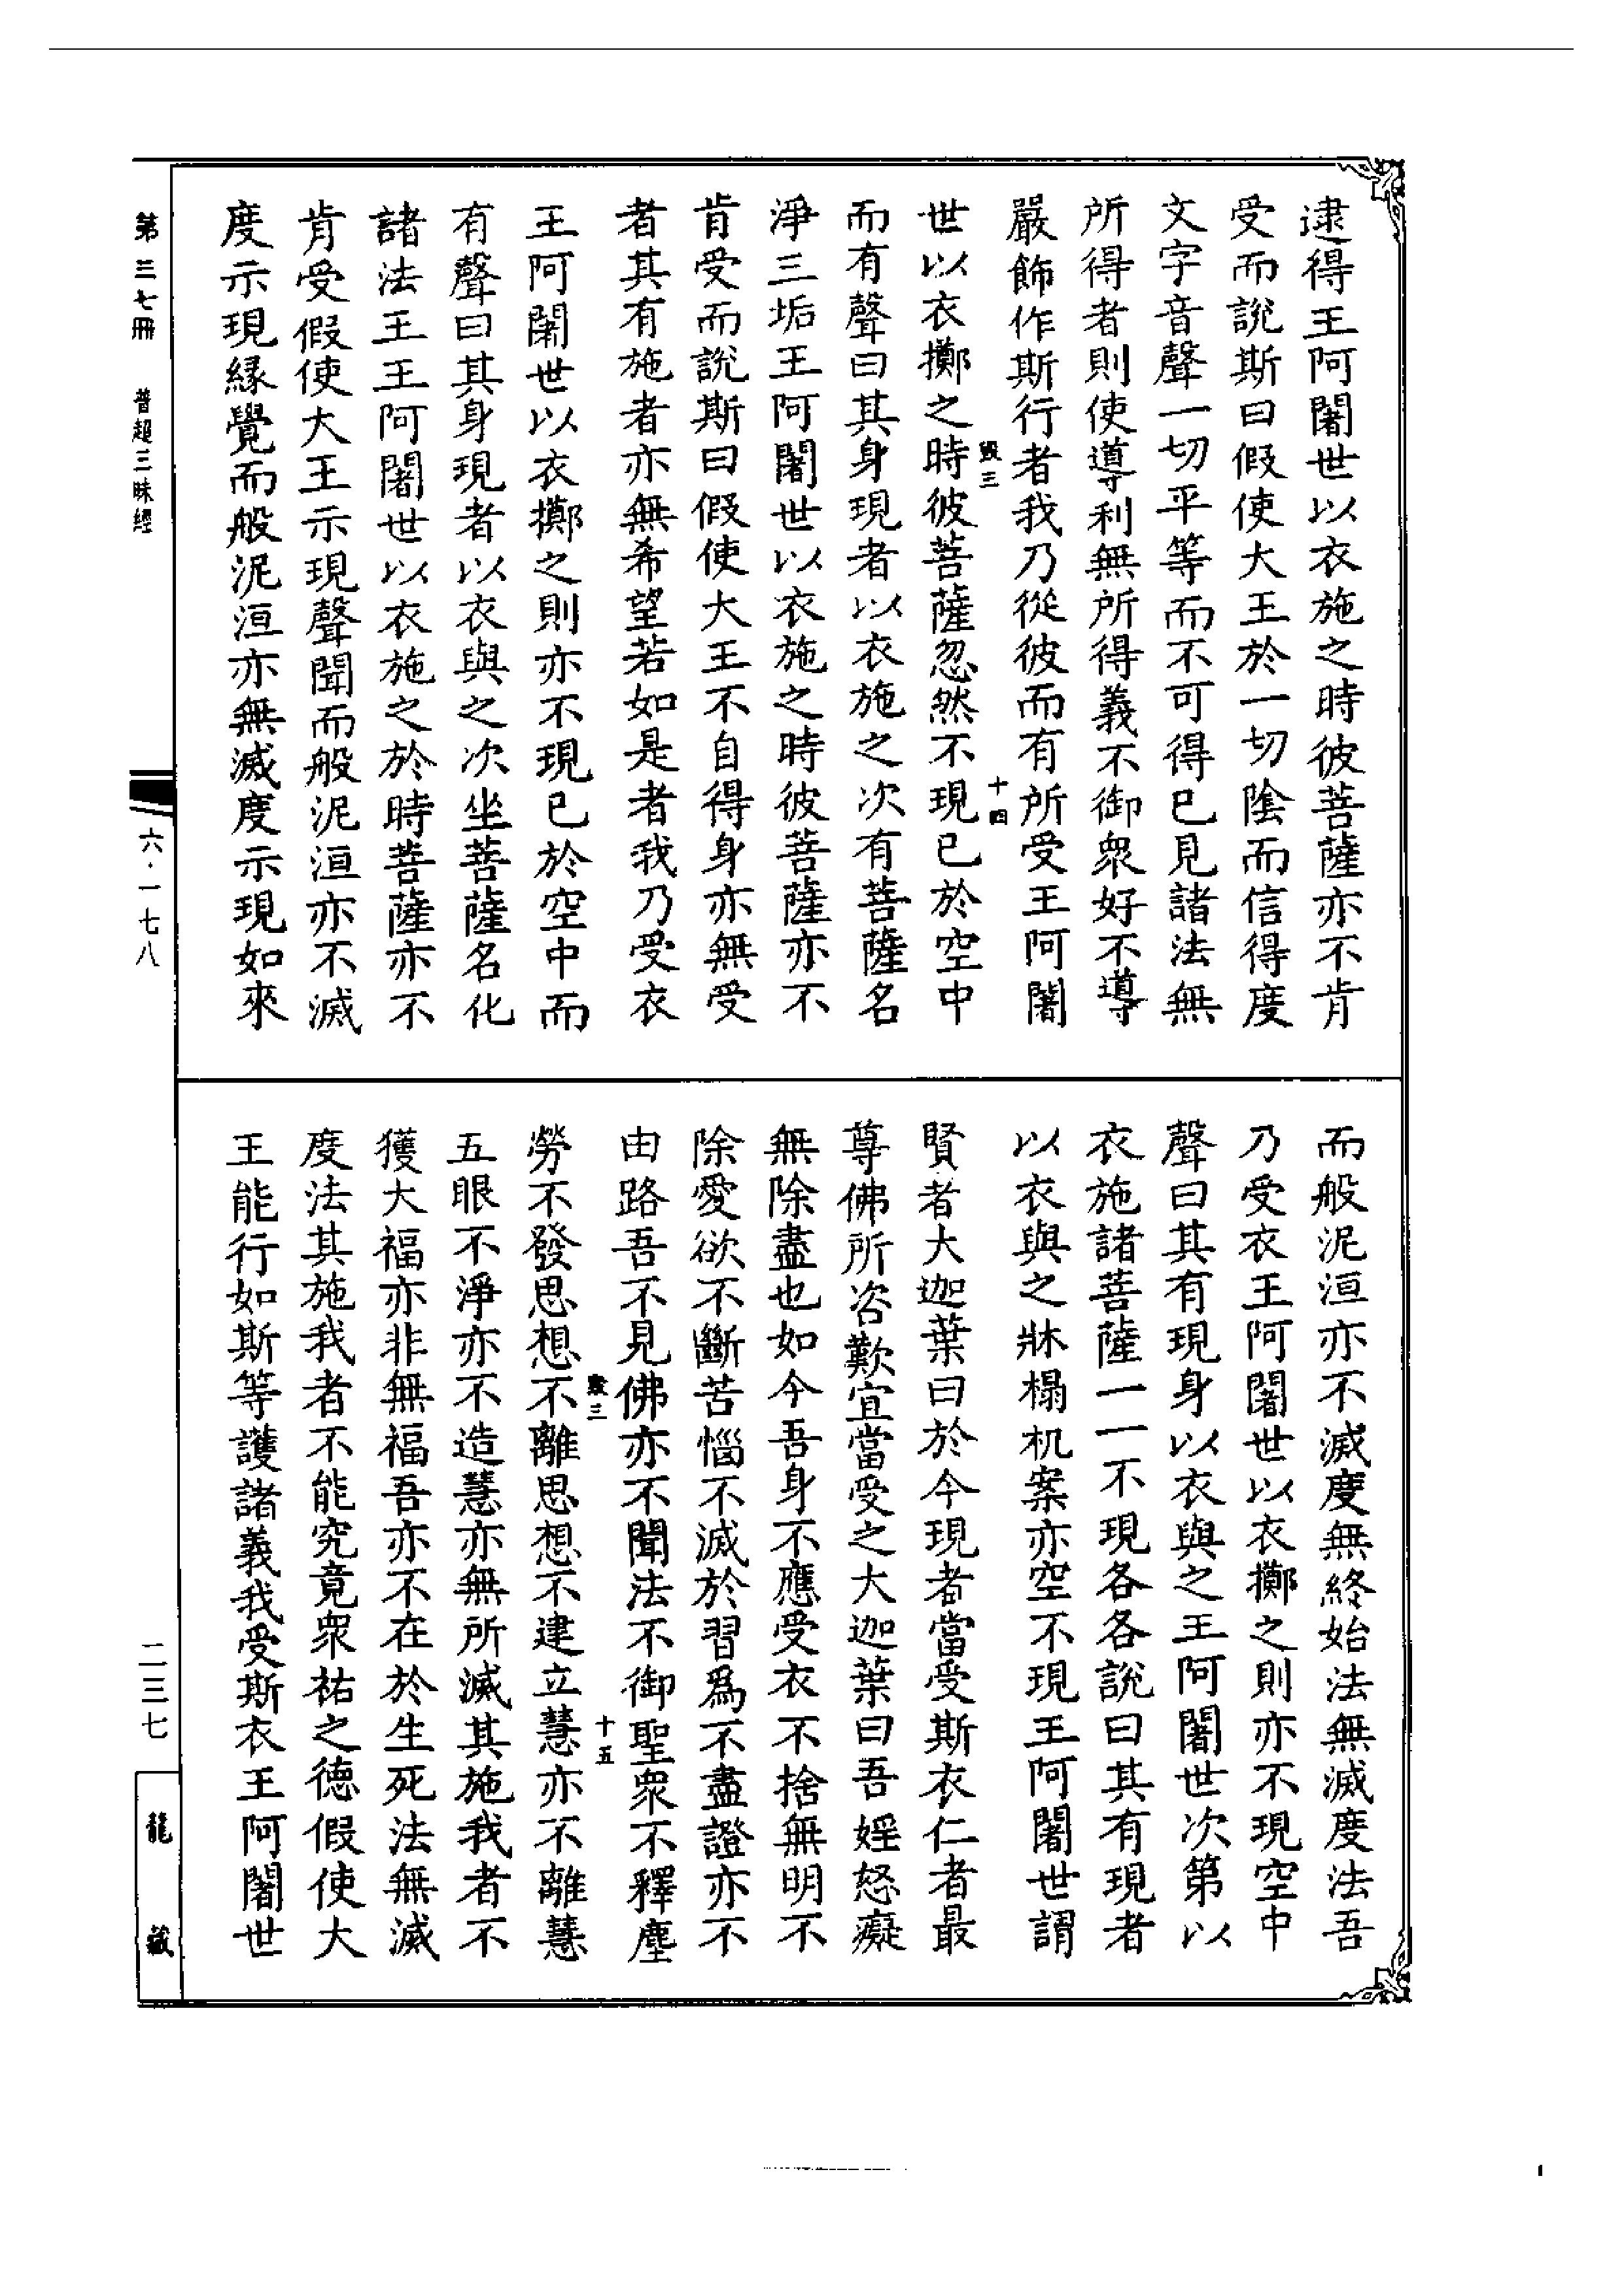 逮得王阿闍世以衣施之時彼菩薩亦不肯
受而說斯曰假使大王於一切陰而信得度
文字音聲一切平等而不可得已見諸法無
所得者則使導利無所得義不御衆好不導
嚴飾作斯行者我乃從彼而有所受王阿闍
十四
世以衣擲之時彼菩薩忽然不現已於空中
而有聲曰其身現者以衣施之次有菩薩名
淨三垢王阿闍世以衣施之時彼菩薩亦不
肯受而說斯曰假使大王不自得身亦無受
者其有施者亦無希望若如是者我乃受衣
王阿闍世以衣擲之則亦不現已於空中而
有聲曰其身現者以衣與之次坐菩薩名化
諸法王王阿闍世以衣施之於時菩薩亦不
肯受假使大王示現聲聞而般泥洹亦不滅
度示現緣覺而般泥洹亦無滅度示現如來
而般泥洹亦不滅度無終始法無滅度法吾
乃受衣王阿闍世以衣擲之則亦不現空中
聲曰其有現身以衣與之王阿闍世次第以
衣施諸菩薩一一不現各各說曰其有現者
以衣與之牀榻机案亦空不現王阿闍世謂
賢者大迦葉曰於今現者當受斯衣仁者最
尊佛所咨歎宜當受之大迦葉曰吾婬怒癡
無除盡也如今吾身不應受衣不捨無明不
除愛欲不斷苦惱不滅於習爲不盡證亦不
由路吾不見佛亦不聞法不御聖衆不釋塵
十五
勞不發思想不離思想不建立慧亦不離慧
五眼不淨亦不造慧亦無所滅其施我者不
獲大福亦非無福吾亦不在於生死法無滅
度法其施我者不能究竟衆祐之德假使大
王能行如斯等護諸義我受斯衣王阿闍世
第三七冊 普超三昧經
六·一七八
二三七
龍藏